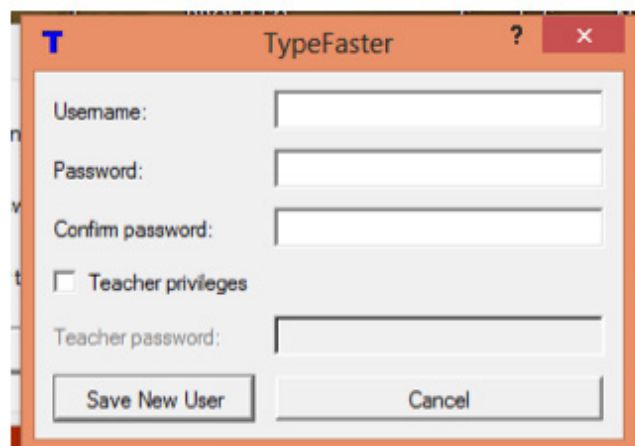 T TypeFaster ? ×
Username:
Password:
Confirm password:
Teacher privileges
Teacher password:
Save New User Cancel